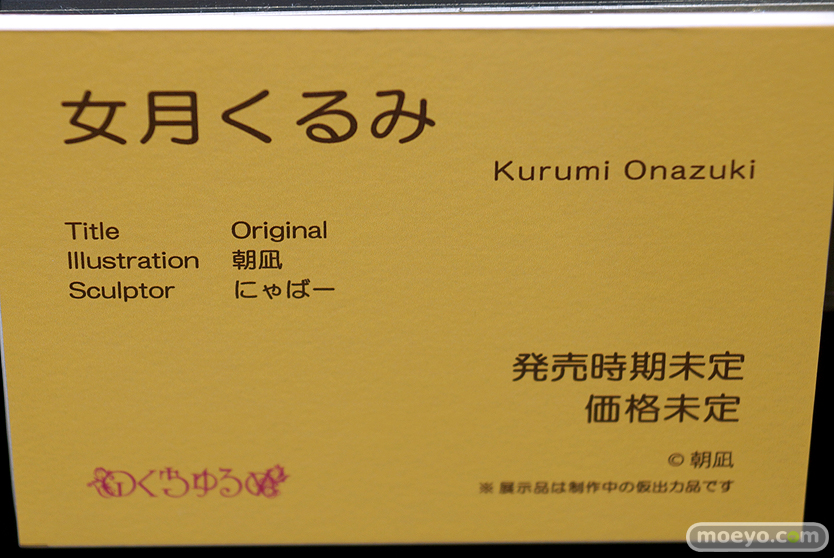 女月くるみ
Kurumi Onazuki
Title Original
Illustration 朝凪
Sculptor にゃばー
発売時期未定
価格未定
© 朝凪
※ 展示品は制作中の仮出力品です
moeyo.com